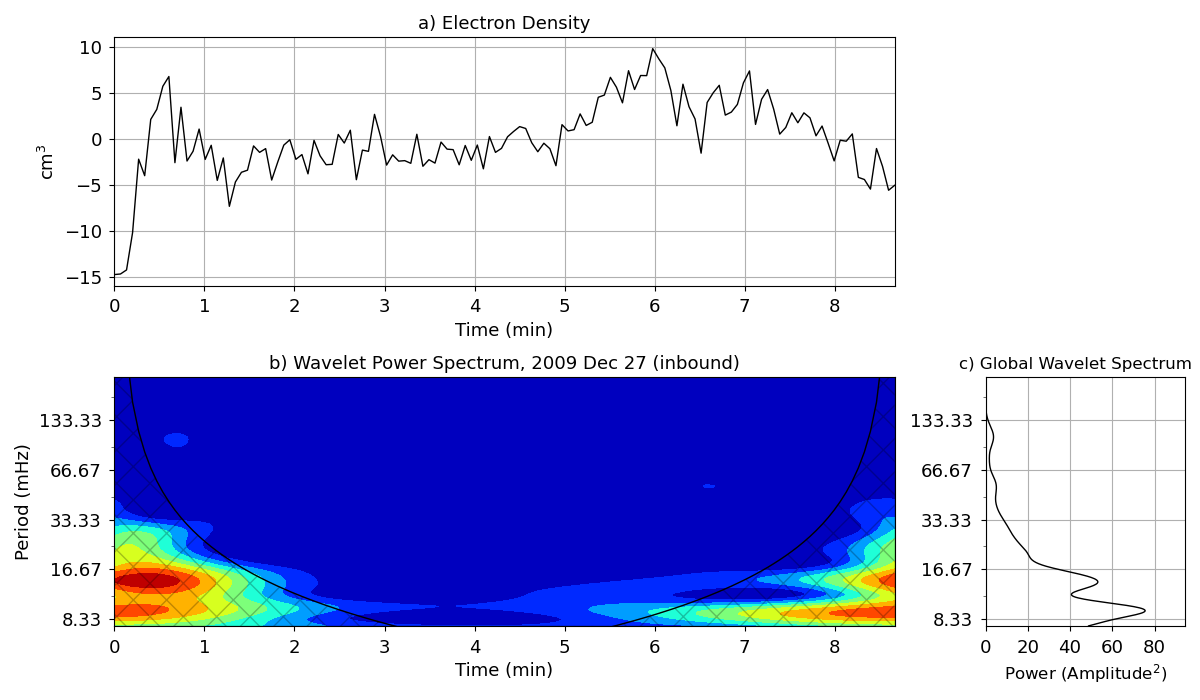 a) Electron Density
10
5
0
−5
−10
−15
cm³
0 1 2 3 4 5 6 7 8
Time (min)
b) Wavelet Power Spectrum, 2009 Dec 27 (inbound)
133.33
66.67
33.33
16.67
8.33
Period (mHz)
0 1 2 3 4 5 6 7 8
Time (min)
c) Global Wavelet Spectrum
133.33
66.67
33.33
16.67
8.33
0 20 40 60 80
Power (Amplitude²)